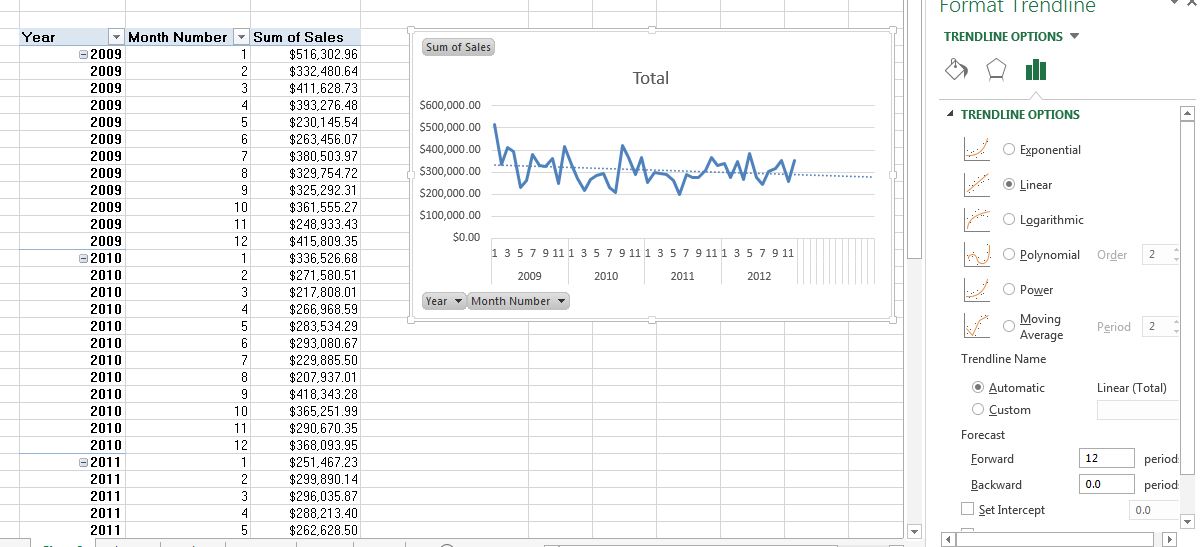 Format Trendline
TRENDLINE OPTIONS
TRENDLINE OPTIONS
Exponential
Linear
Logarithmic
Polynomial Order 2
Power
Moving Average Period 2
Trendline Name
Automatic Linear (Total)
Custom
Forecast
Forward 12 period
Backward 0.0 period
Set Intercept 0.0
Year Month Number Sum of Sales
2009 1 $516,302.96
2009 2 $332,480.64
2009 3 $411,628.73
2009 4 $393,276.48
2009 5 $230,145.54
2009 6 $263,456.07
2009 7 $380,503.97
2009 8 $329,754.72
2009 9 $325,292.31
2009 10 $361,555.27
2009 11 $248,933.43
2009 12 $415,809.35
2010 1 $336,526.68
2010 2 $271,580.51
2010 3 $217,808.01
2010 4 $266,968.59
2010 5 $283,534.29
2010 6 $293,080.67
2010 7 $229,885.50
2010 8 $207,937.01
2010 9 $418,343.28
2010 10 $365,251.99
2010 11 $290,670.35
2010 12 $368,093.95
2011 1 $251,467.23
2011 2 $299,890.14
2011 3 $296,035.87
2011 4 $288,213.40
2011 5 $262,628.50
Sum of Sales
Total
$600,000.00
$500,000.00
$400,000.00
$300,000.00
$200,000.00
$100,000.00
$0.00
1 3 5 7 9 11 1 3 5 7 9 11 1 3 5 7 9 11 1 3 5 7 9 11
2009 2010 2011 2012
Year Month Number